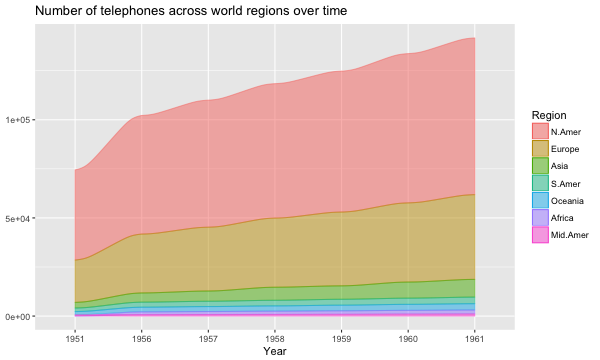 Number of telephones across world regions over time
1e+05
5e+04
0e+00
1951
1956
1957
1958
1959
1960
1961
Year
Region
N.Amer
Europe
Asia
S.Amer
Oceania
Africa
Mid.Amer